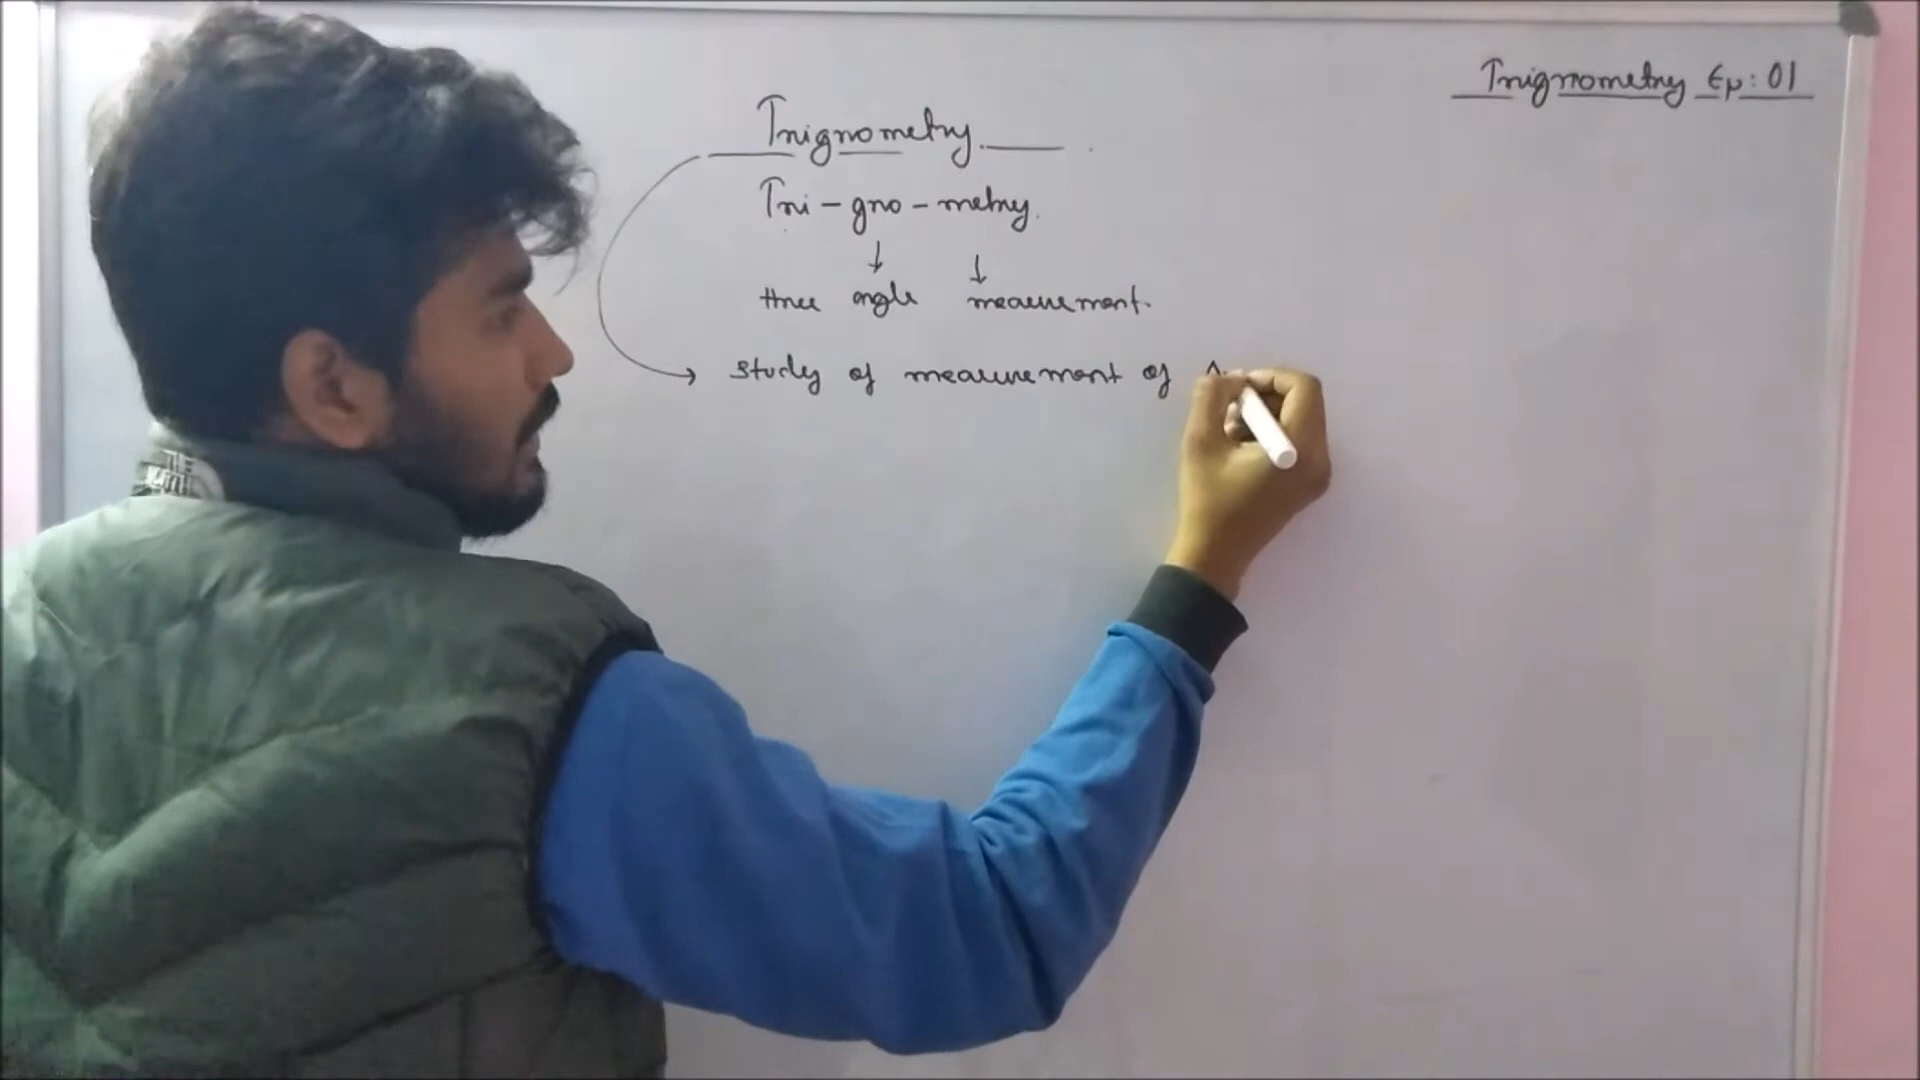 Trignometry Ep: 01
Trignometry
Tri - gno - metry.
↓ ↓
three angle measurement.
→ study of measurement of